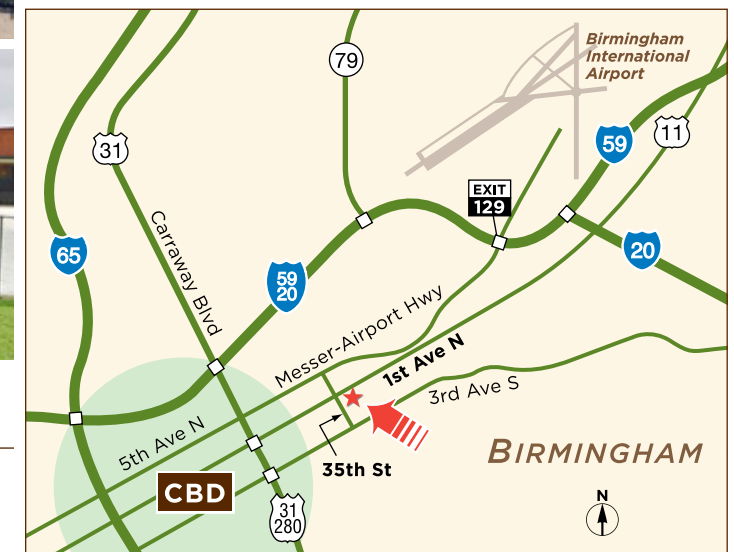 Birmingham
International
Airport
79
31
59
11
EXIT
129
65
59
20
20
Carraway Blvd
Messer-Airport Hwy
1st Ave N
3rd Ave S
5th Ave N
35th St
BIRMINGHAM
CBD
31
280
N